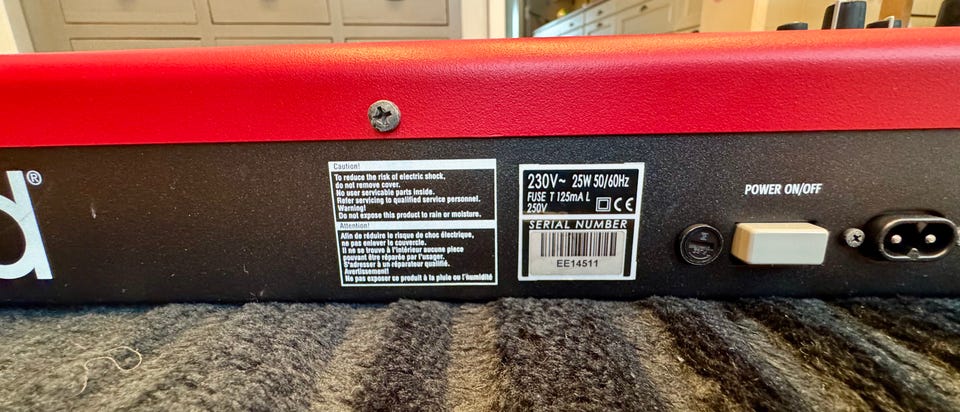 d®
Caution!
To reduce the risk of electric shock,
do not remove cover.
No user servicable parts inside.
Refer servicing to qualified service personnel.
Warning!
Do not expose this product to rain or moisture.
Attention!
Afin de réduire le risque de choc électrique,
ne pas enlever le couvercle.
Il ne se trouve à l'intérieur aucune pièce
pouvant être réparée par l'usager.
S'adresser à un réparateur qualifié.
Avertissement!
Ne pas exposer ce produit à la pluie ou l'humidité
230V~ 25W 50/60Hz
FUSE T 125mA L
250V CE
SERIAL NUMBER
EE14511
POWER ON/OFF